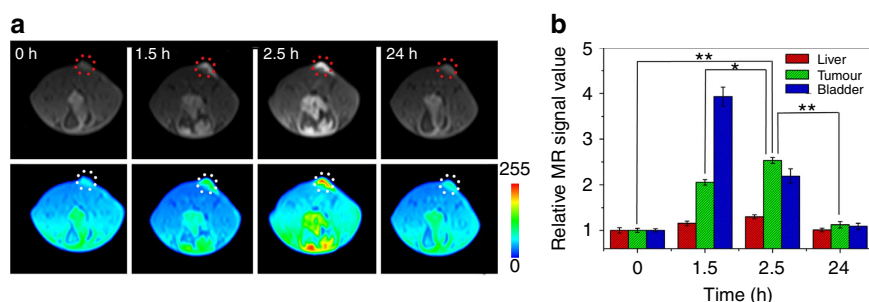 a
0 h
1.5 h
2.5 h
24 h
255
0
b
Relative MR signal value
5
4
3
2
1
Liver
Tumour
Bladder
**
*
**
0
1.5
2.5
24
Time (h)